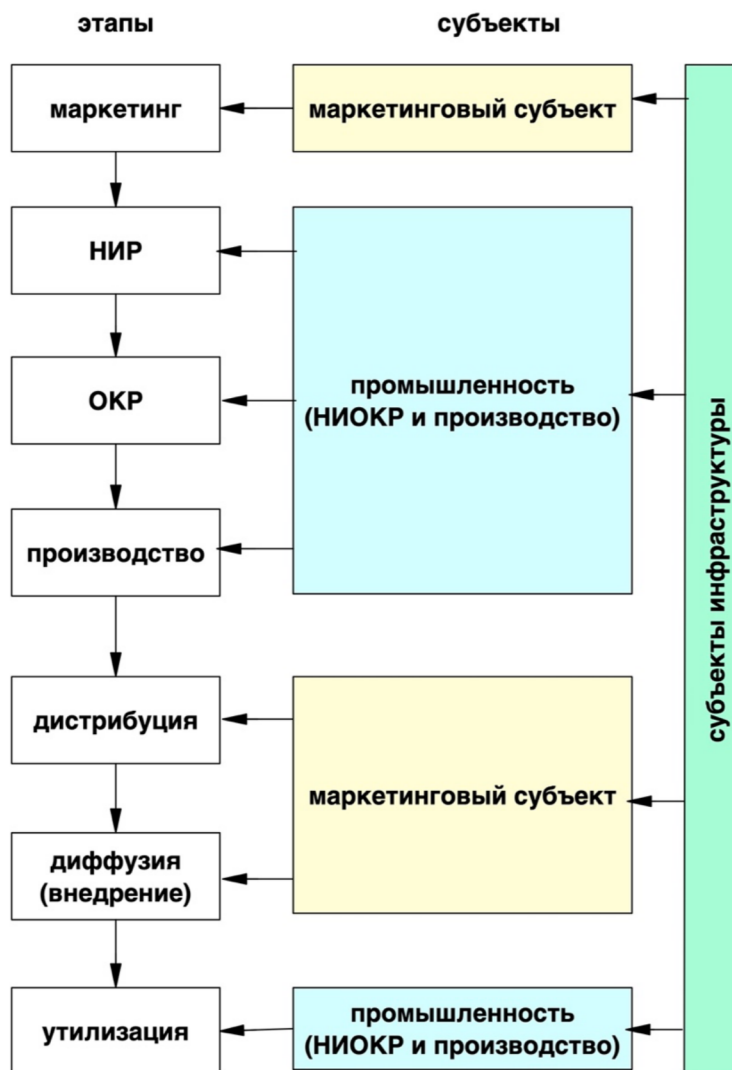 этапы
субъекты
маркетинг
маркетинговый субъект
НИР
ОКР
промышленность
(НИОКР и производство)
производство
дистрибуция
маркетинговый субъект
диффузия
(внедрение)
утилизация
промышленность
(НИОКР и производство)
субъекты инфраструктуры